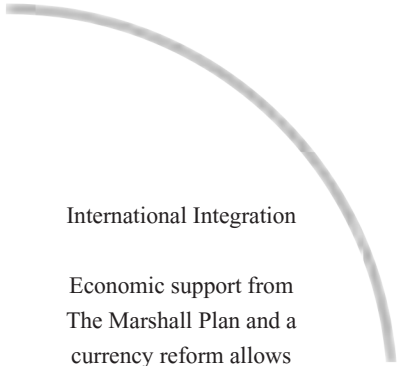 International Integration
Economic support from
The Marshall Plan and a
currency reform allows